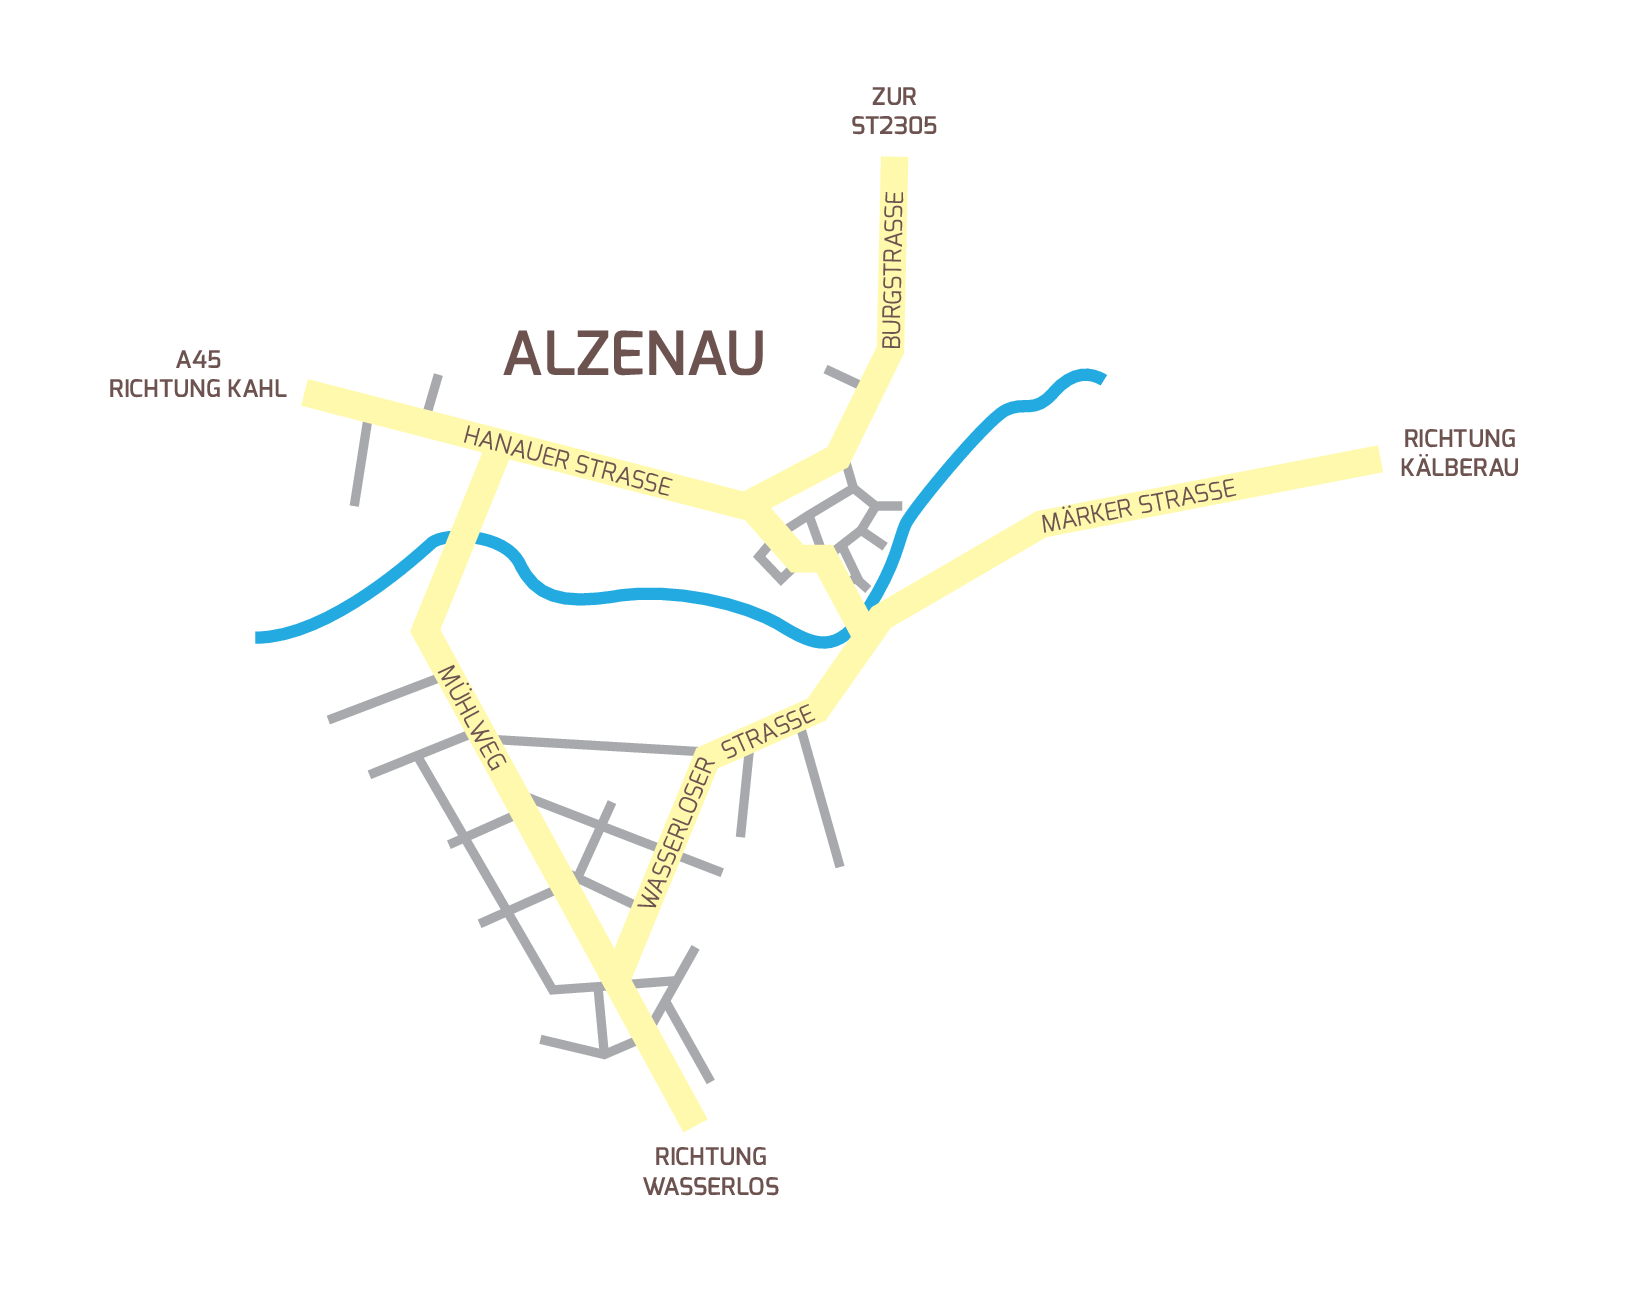 ZUR
ST2305
BURGSTRASSE
ALZENAU
A45
RICHTUNG KAHL
HANAUER STRASSE
RICHTUNG
KÄLBERAU
MÄRKER STRASSE
MÜHLWEG
WASSERLOSER STRASSE
RICHTUNG
WASSERLOS